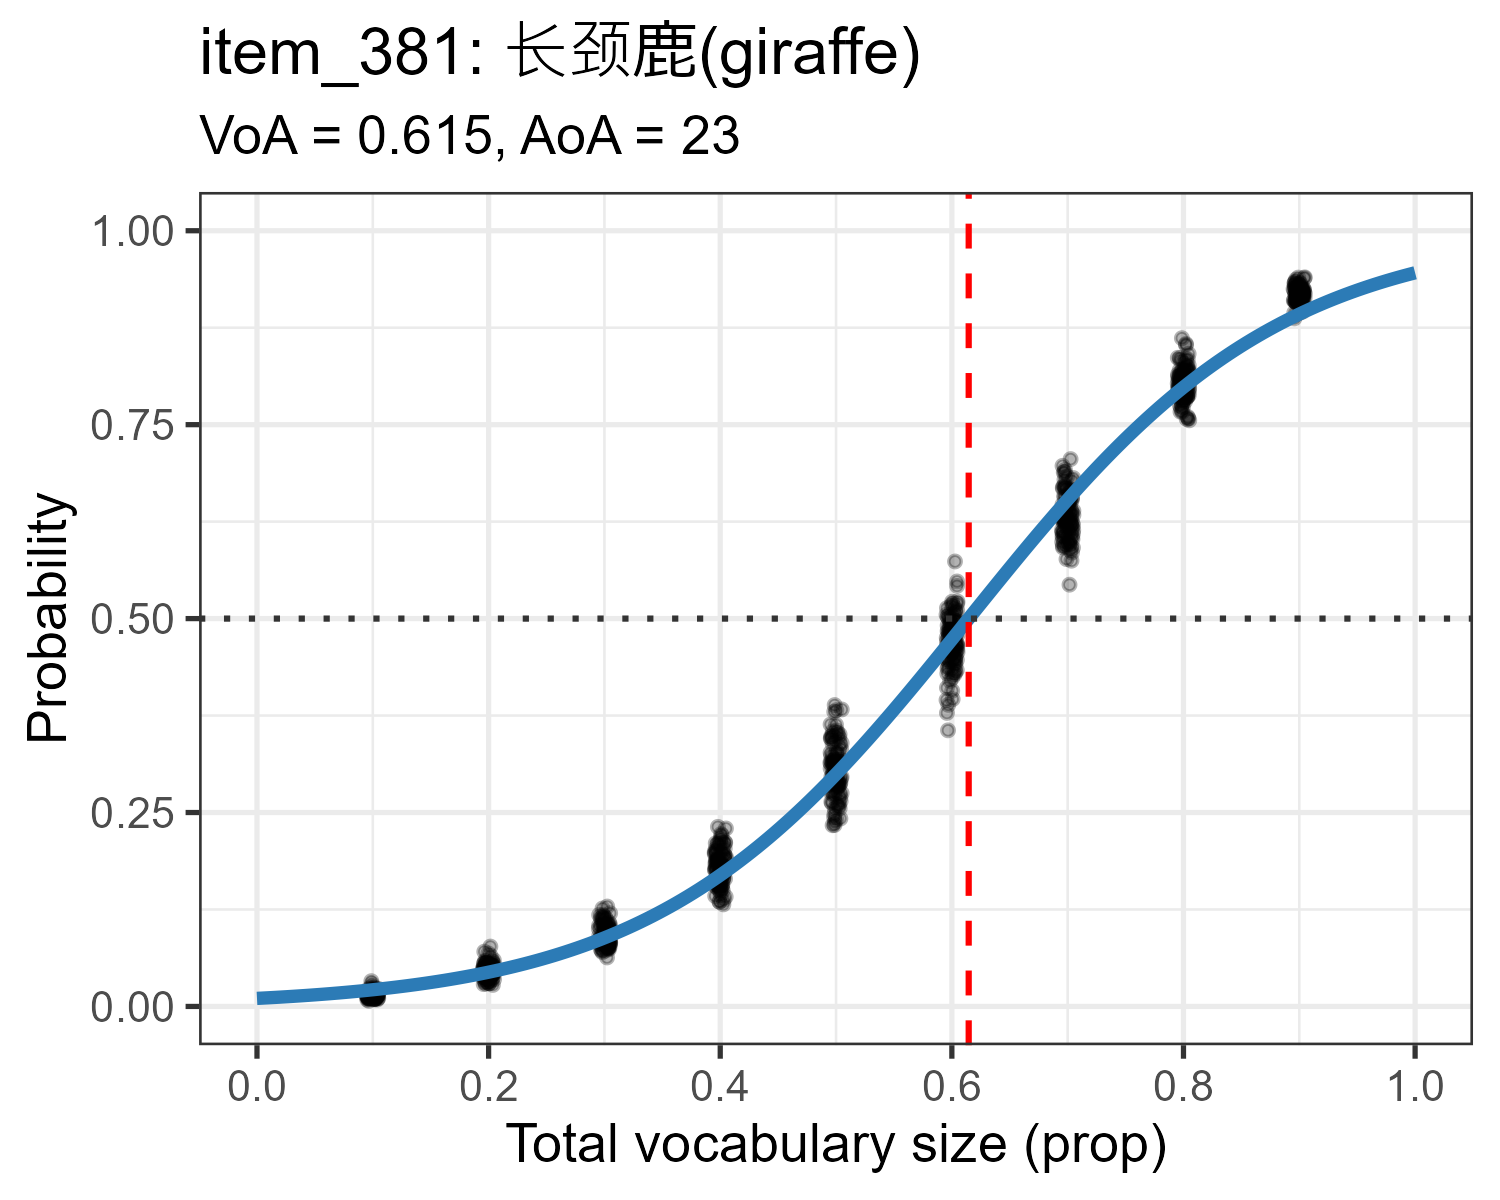 item_381: 长颈鹿(giraffe)
VoA = 0.615, AoA = 23
1.00
0.75
0.50
0.25
0.00
Probability
0.0 0.2 0.4 0.6 0.8 1.0
Total vocabulary size (prop)